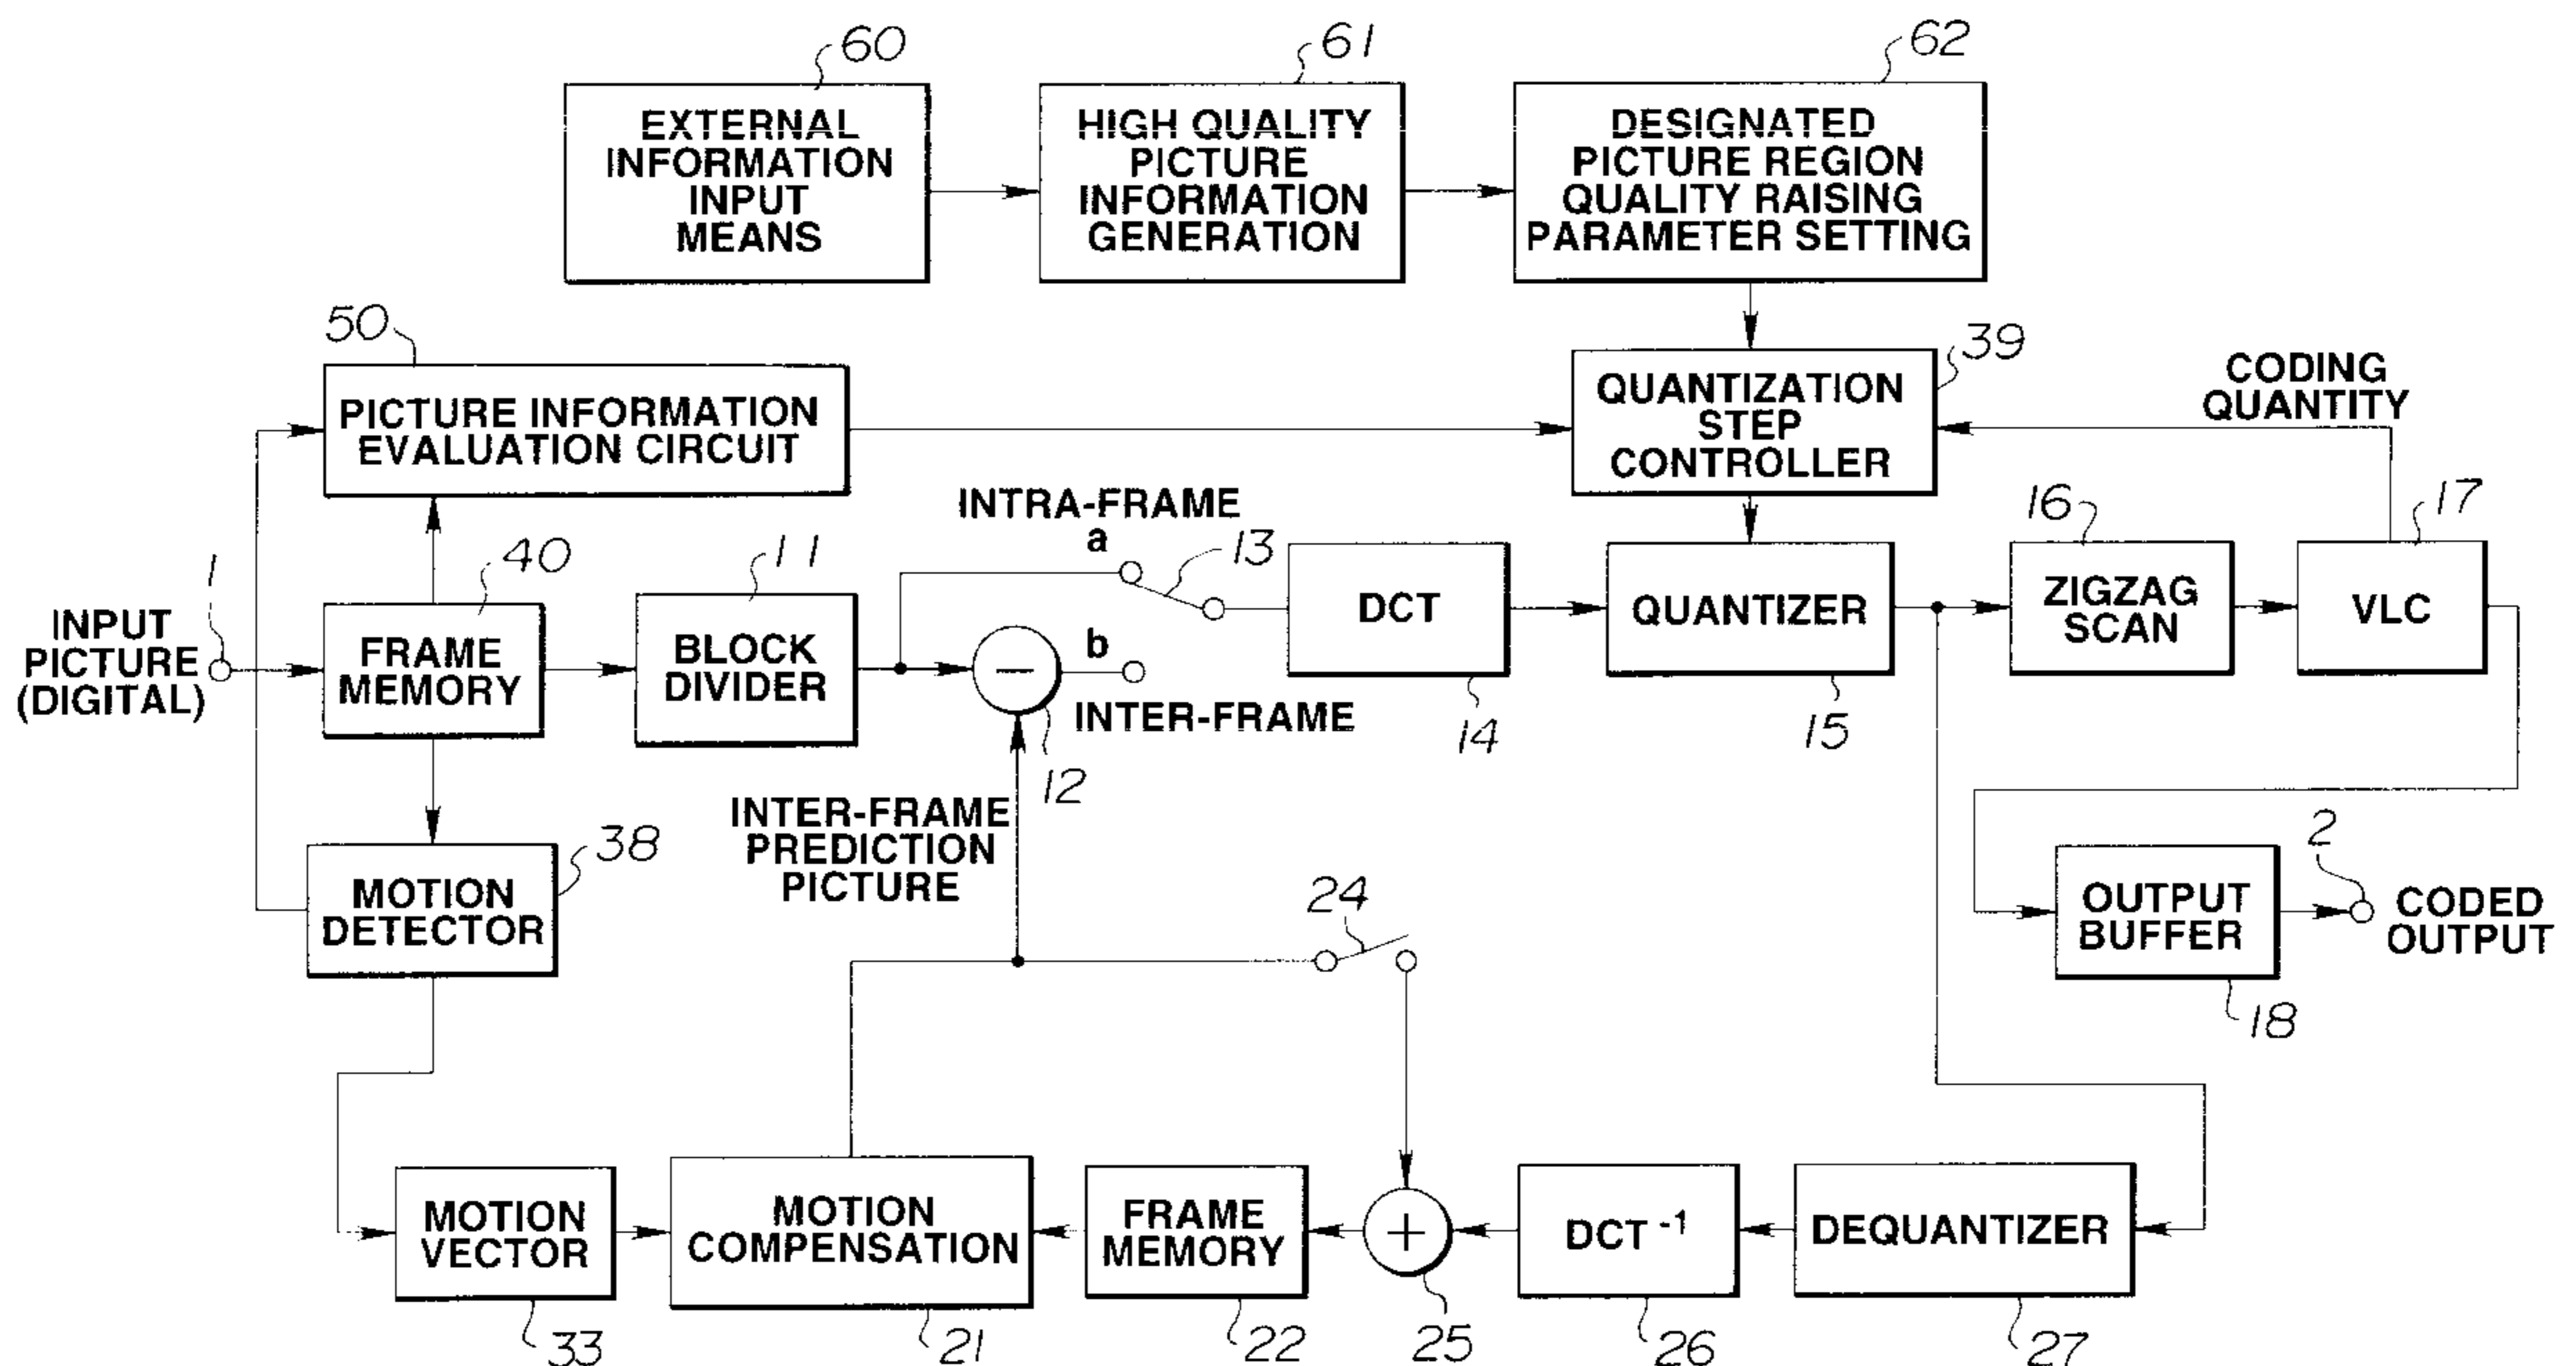 60
61
62
EXTERNAL
INFORMATION
INPUT
MEANS
HIGH QUALITY
PICTURE
INFORMATION
GENERATION
DESIGNATED
PICTURE REGION
QUALITY RAISING
PARAMETER SETTING
50
PICTURE INFORMATION
EVALUATION CIRCUIT
39
QUANTIZATION
STEP
CONTROLLER
CODING
QUANTITY
1
INPUT
PICTURE
(DIGITAL)
40
FRAME
MEMORY
11
BLOCK
DIVIDER
INTRA-FRAME
a
13
b
−
INTER-FRAME
12
DCT
14
QUANTIZER
15
16
ZIGZAG
SCAN
17
VLC
38
MOTION
DETECTOR
INTER-FRAME
PREDICTION
PICTURE
24
OUTPUT
BUFFER
18
2
CODED
OUTPUT
MOTION
VECTOR
33
MOTION
COMPENSATION
21
FRAME
MEMORY
22
+
25
DCT -1
26
DEQUANTIZER
27